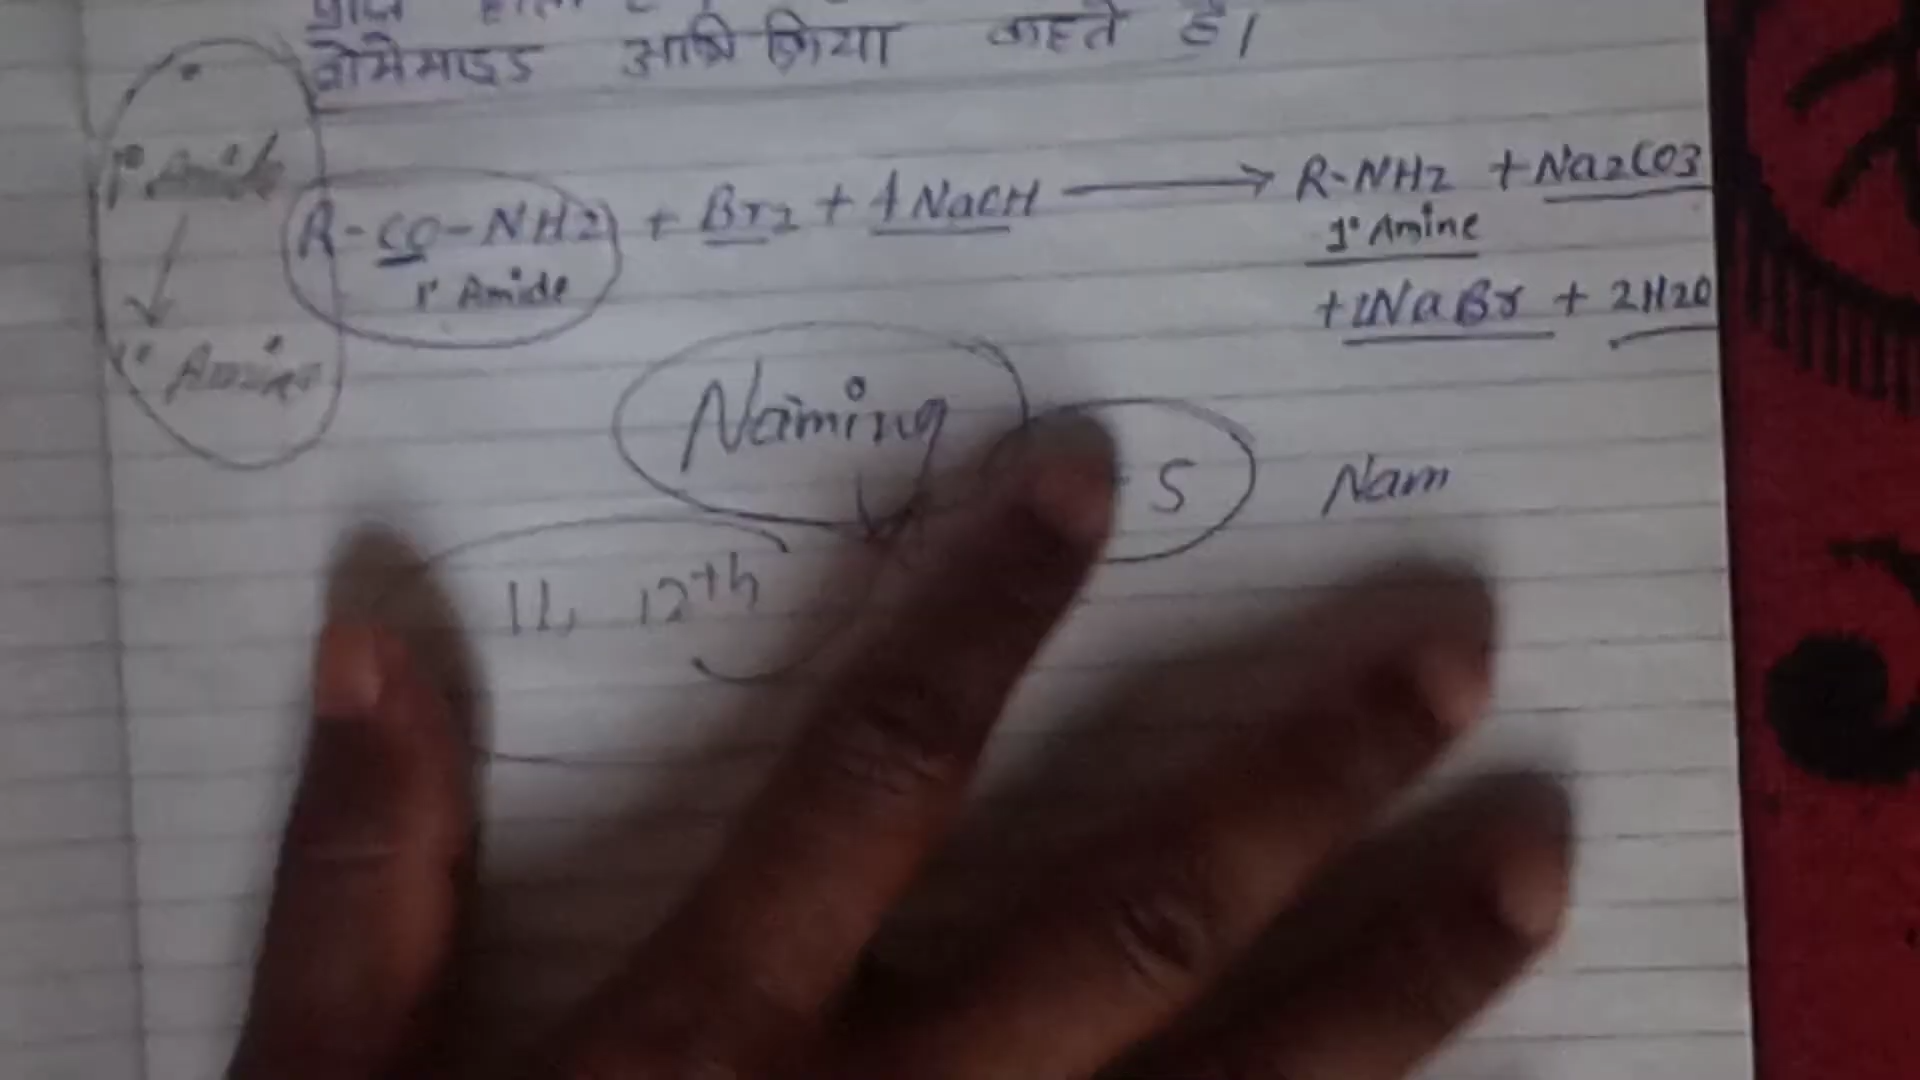 ब्रोमेमाइड अभिक्रिया कहते है।
1° Amide
R-CO-NH2 + Br2 + 4NaOH ⟶ R-NH2 + Na2CO3
1° Amide
1° Amine
+2NaBr + 2H2O
1° Amines
Naming
S
Nam
11, 12th